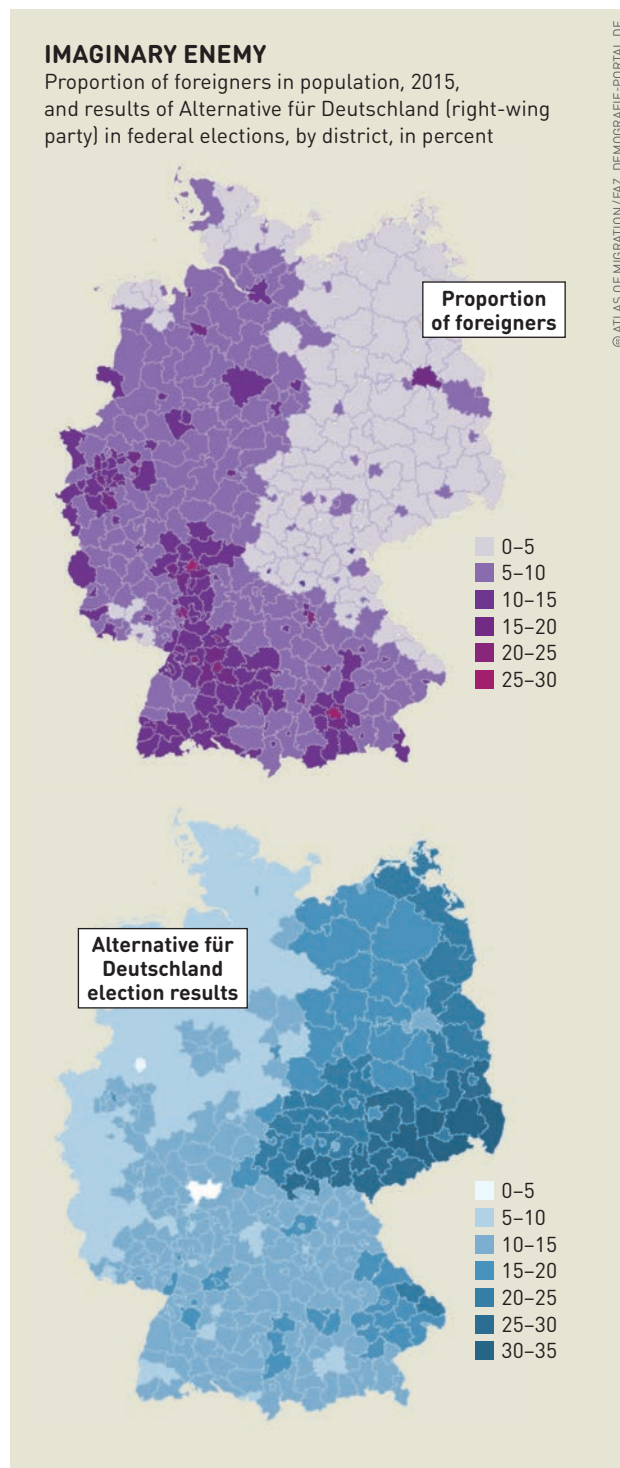 IMAGINARY ENEMY
Proportion of foreigners in population, 2015,
and results of Alternative für Deutschland (right-wing
party) in federal elections, by district, in percent
© ATLAS OF MIGRATION / FAZ, DEMOGRAFIE-PORTAL.DE
Proportion
of foreigners
0–5
5–10
10–15
15–20
20–25
25–30
Alternative für
Deutschland
election results
0–5
5–10
10–15
15–20
20–25
25–30
30–35